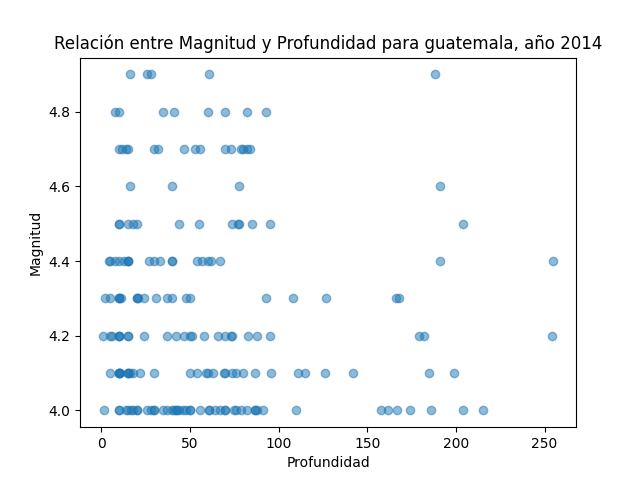 Relación entre Magnitud y Profundidad para guatemala, año 2014
4.8
4.6
4.4
4.2
4.0
Magnitud
0 50 100 150 200 250
Profundidad